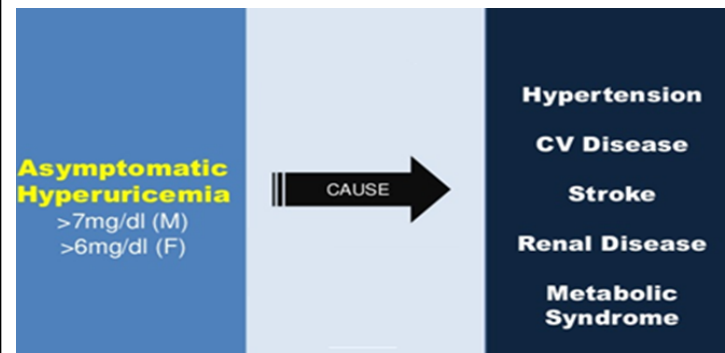 Asymptomatic
Hyperuricemia
>7mg/dl (M)
>6mg/dl (F)
CAUSE
Hypertension
CV Disease
Stroke
Renal Disease
Metabolic
Syndrome